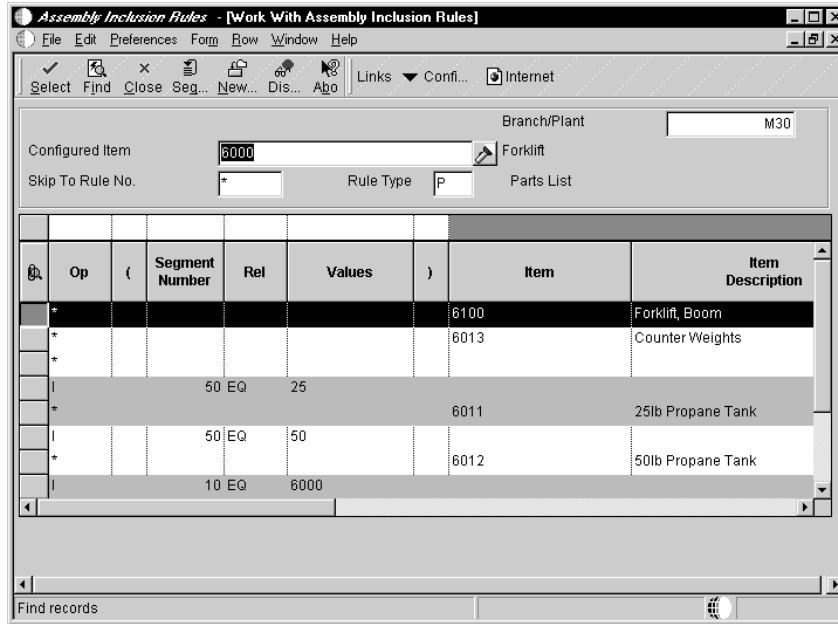 Assembly Inclusion Rules - [Work With Assembly Inclusion Rules]
File Edit Preferences Form Row Window Help
Select Find Close Seq... New... Dis... Abo Links Confi... Internet
Branch/Plant M30
Configured Item 6000 Forklift
Skip To Rule No. * Rule Type P Parts List
Op ( Segment Number Rel Values ) Item Item Description
* 6100 Forklift, Boom
* 6013 Counter Weights
*
I 50 EQ 25
* 6011 25lb Propane Tank
I 50 EQ 50
* 6012 50lb Propane Tank
I 10 EQ 6000
Find records